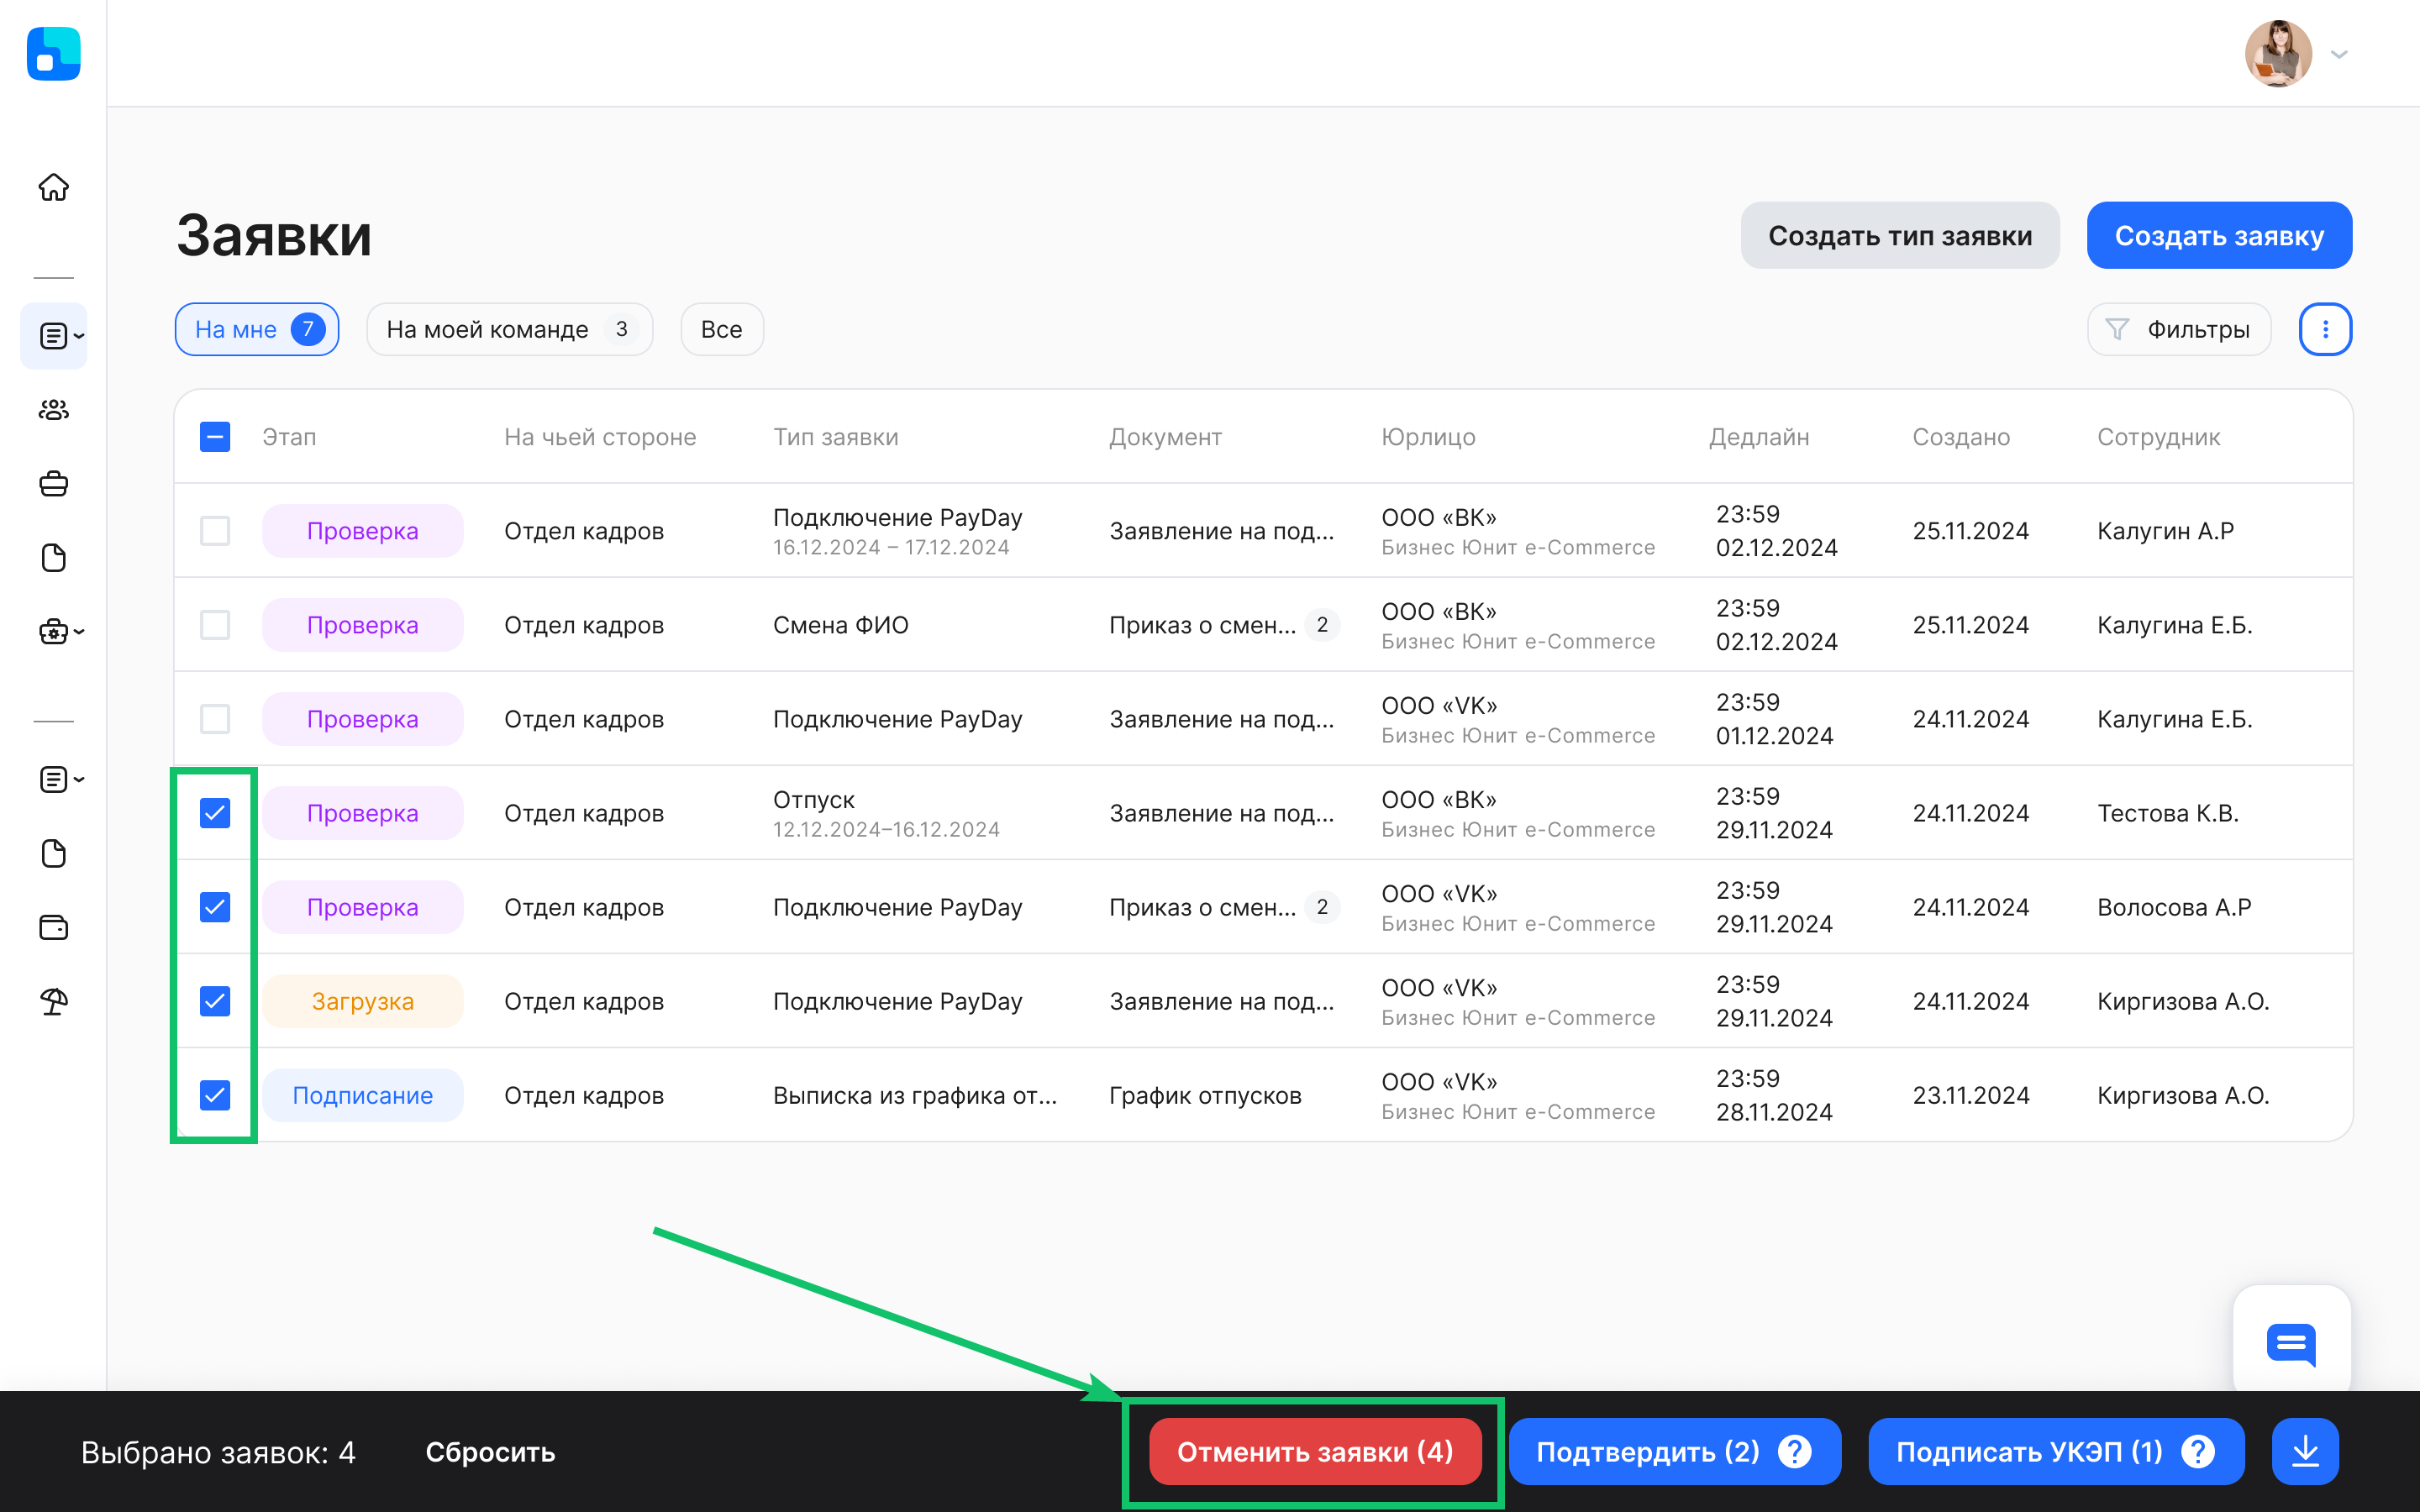 Заявки
Создать тип заявки
Создать заявку
На мне 7
На моей команде 3
Все
Фильтры
Этап На чьей стороне Тип заявки Документ Юрлицо Дедлайн Создано Сотрудник
Проверка Отдел кадров Подключение PayDay Заявление на под... ООО «ВК» 23:59 25.11.2024 Калугин А.Р
16.12.2024 – 17.12.2024 Бизнес Юнит e-Commerce 02.12.2024
Проверка Отдел кадров Смена ФИО Приказ о смен... 2 ООО «ВК» 23:59 25.11.2024 Калугина Е.Б.
Бизнес Юнит e-Commerce 02.12.2024
Проверка Отдел кадров Подключение PayDay Заявление на под... ООО «VK» 23:59 24.11.2024 Калугина Е.Б.
Бизнес Юнит e-Commerce 01.12.2024
Проверка Отдел кадров Отпуск Заявление на под... ООО «ВК» 23:59 24.11.2024 Тестова К.В.
12.12.2024–16.12.2024 Бизнес Юнит e-Commerce 29.11.2024
Проверка Отдел кадров Подключение PayDay Приказ о смен... 2 ООО «VK» 23:59 24.11.2024 Волосова А.Р
Бизнес Юнит e-Commerce 29.11.2024
Загрузка Отдел кадров Подключение PayDay Заявление на под... ООО «VK» 23:59 24.11.2024 Киргизова А.О.
Бизнес Юнит e-Commerce 29.11.2024
Подписание Отдел кадров Выписка из графика от... График отпусков ООО «VK» 23:59 23.11.2024 Киргизова А.О.
Бизнес Юнит e-Commerce 28.11.2024
Выбрано заявок: 4 Сбросить Отменить заявки (4) Подтвердить (2) ? Подписать УКЭП (1) ?